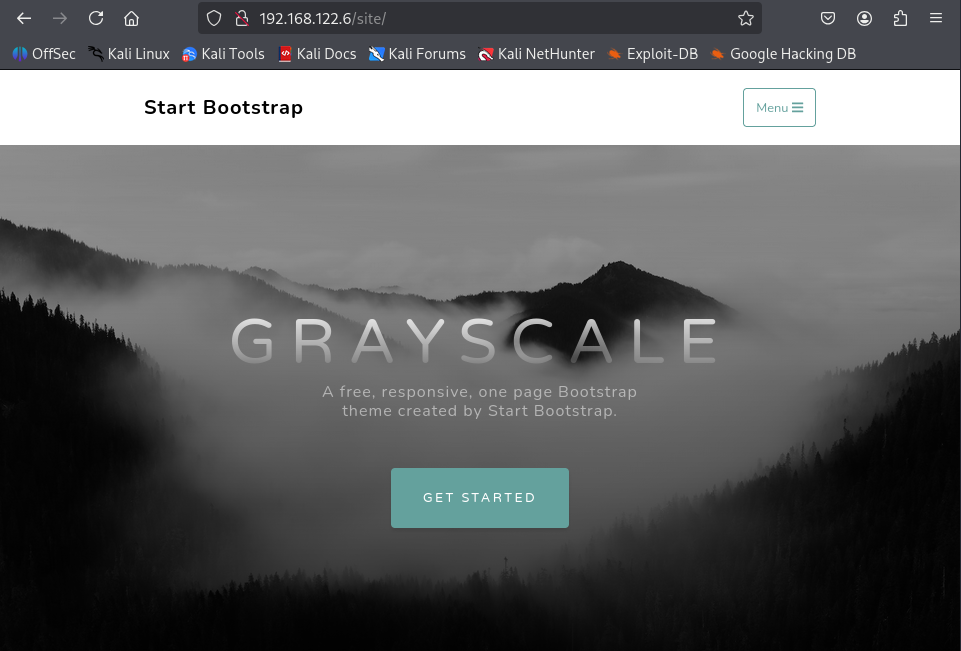 192.168.122.6/site/
OffSec Kali Linux Kali Tools Kali Docs Kali Forums Kali NetHunter Exploit-DB Google Hacking DB
Start Bootstrap
Menu
GRAYSCALE
A free, responsive, one page Bootstrap
theme created by Start Bootstrap.
GET STARTED